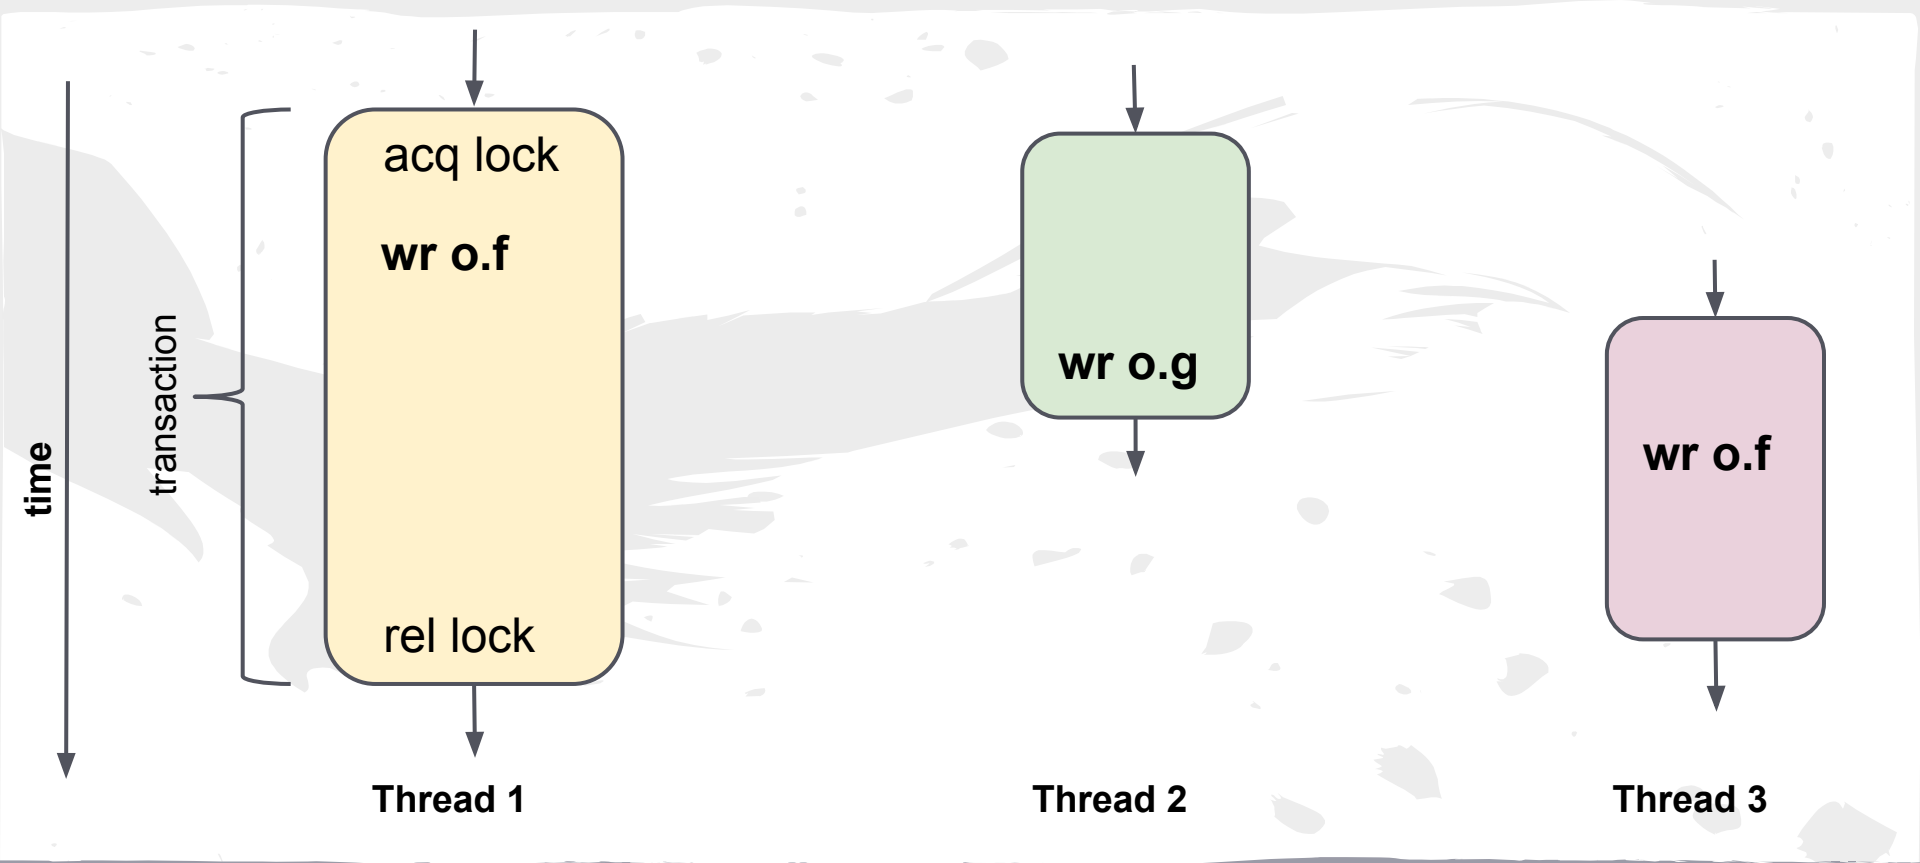 time
transaction
acq lock
wr o.f
rel lock
Thread 1
wr o.g
Thread 2
wr o.f
Thread 3